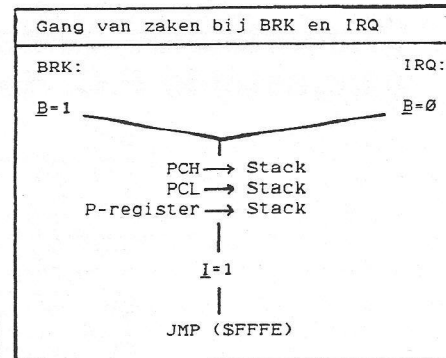 Gang van zaken bij BRK en IRQ
BRK: IRQ:
B=1 B=Ø
PCH → Stack
PCL → Stack
P-register → Stack
I=1
JMP ($FFFE)